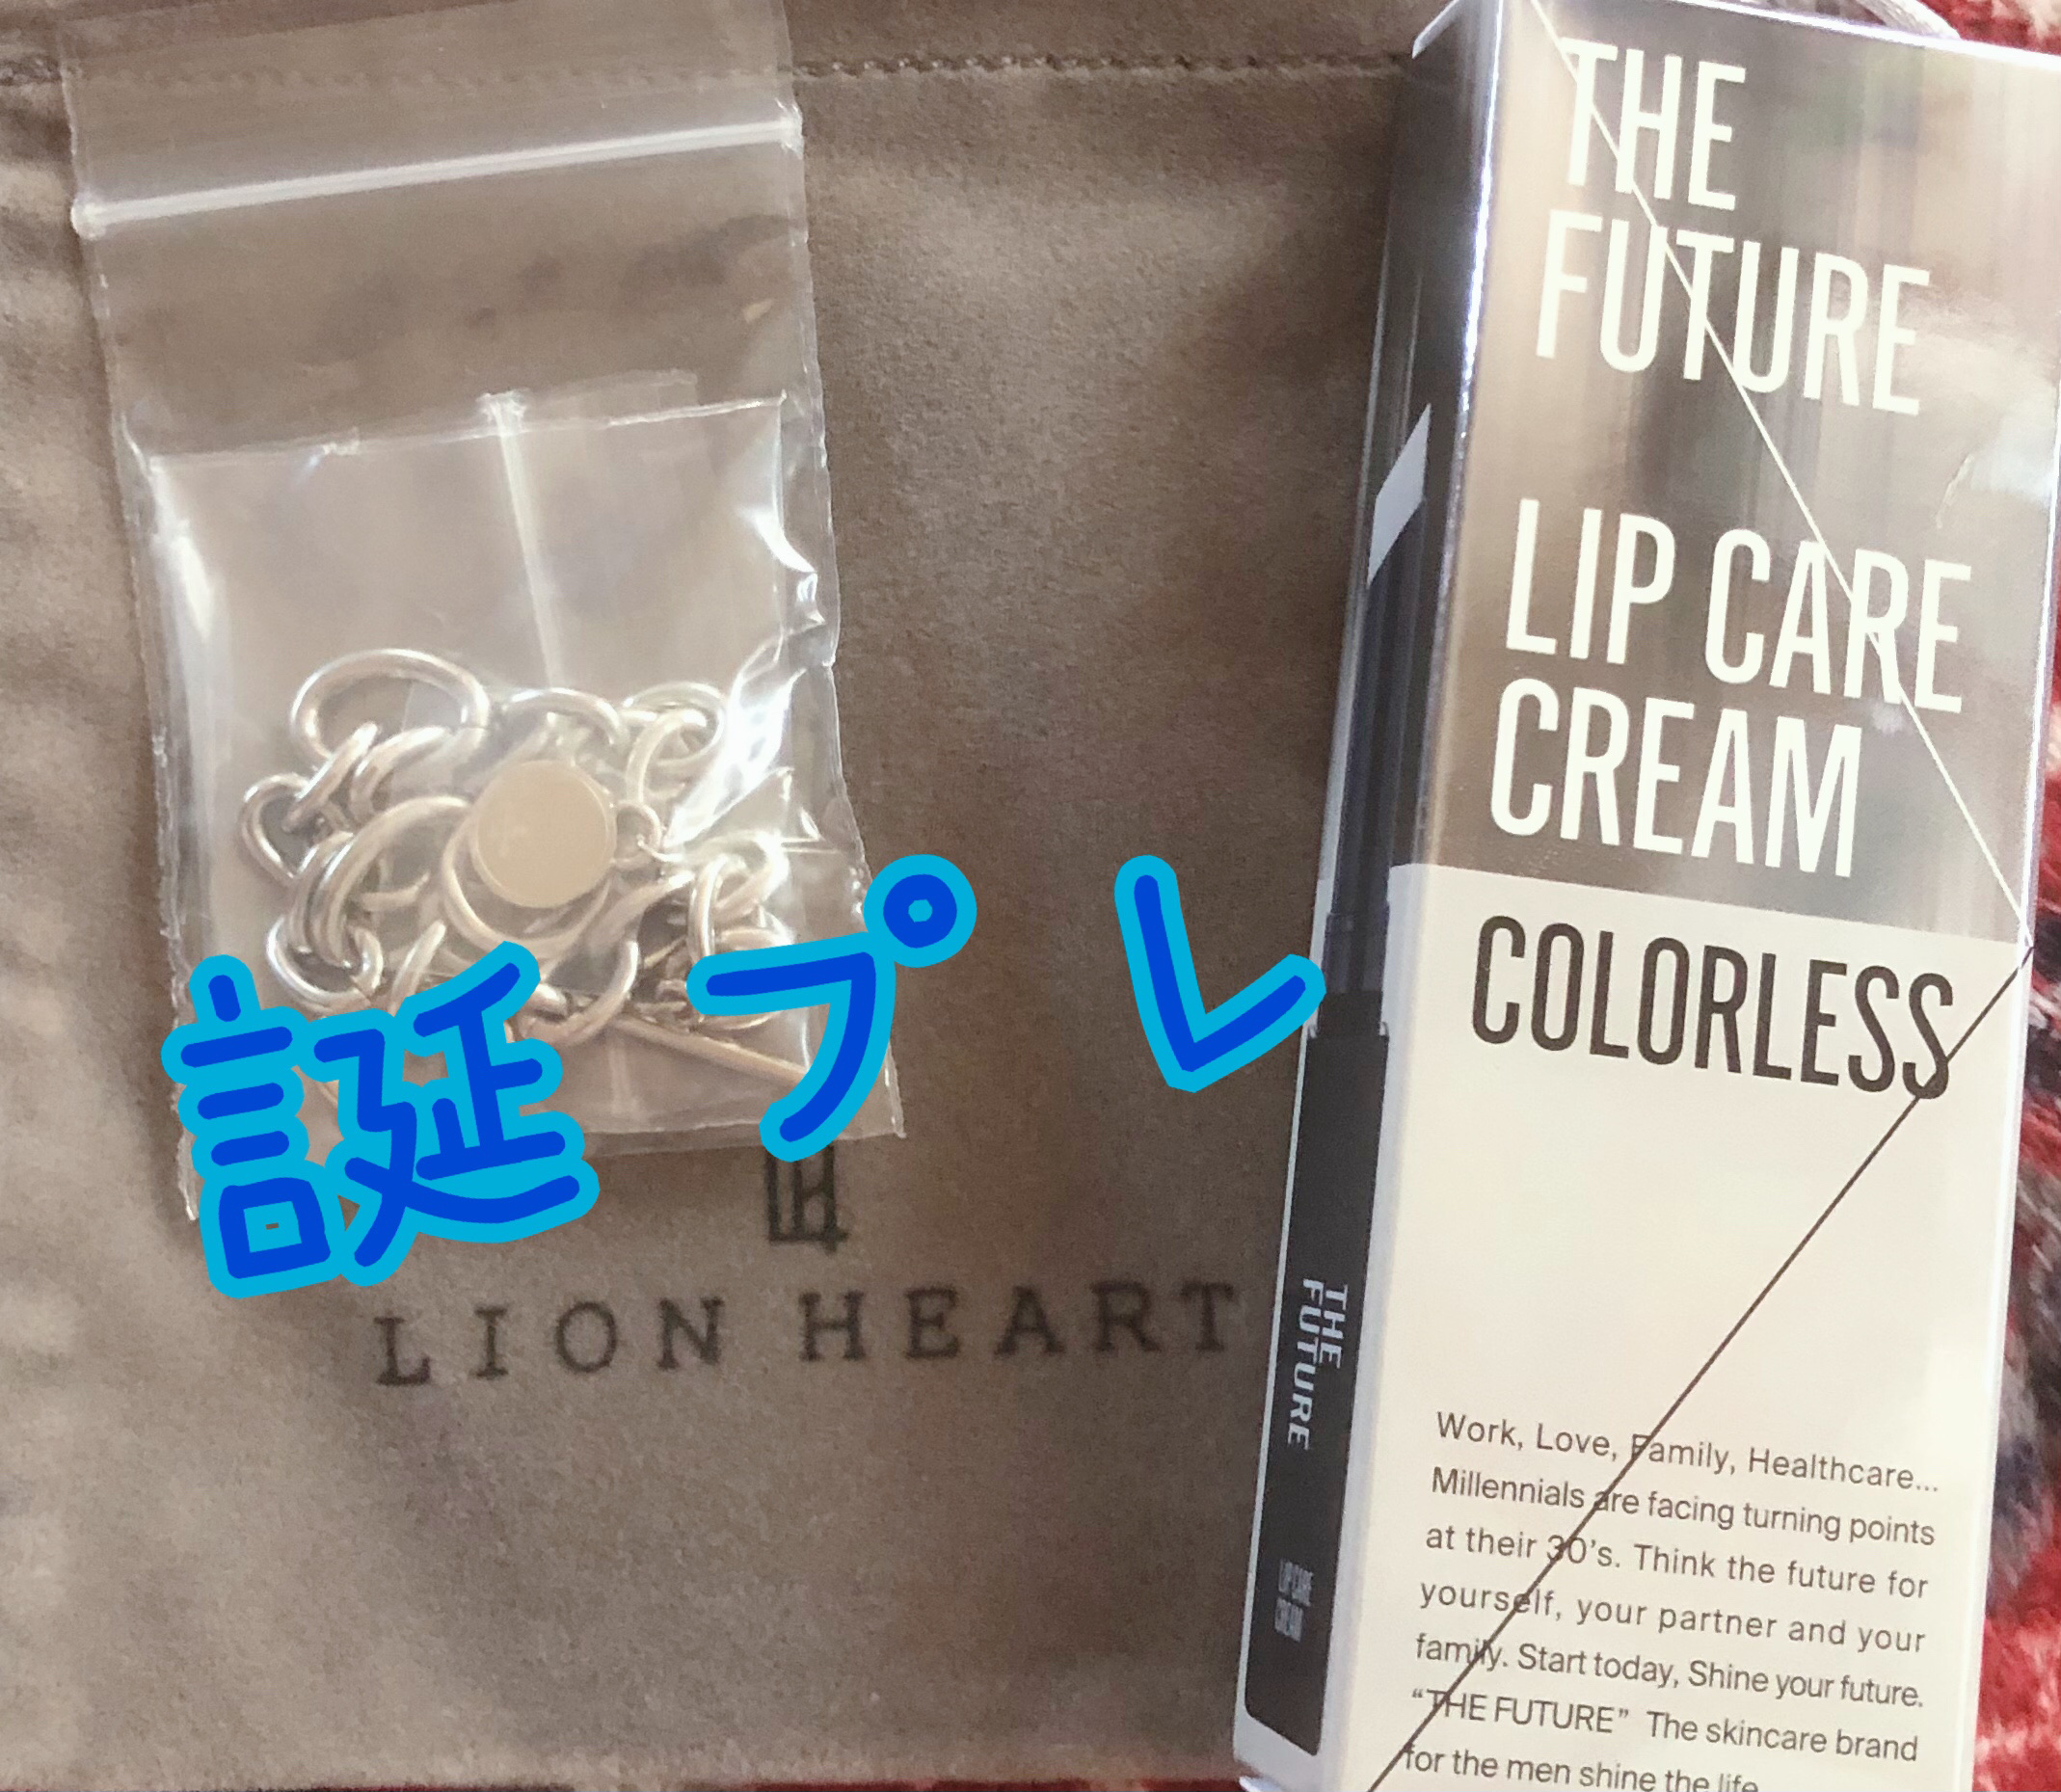 THE
FUTURE
LIP CARE
CREAM
COLORLESS
誕プレ
LH
LION HEART
THE
FUTURE
LIP CARE
CREAM
Work, Love, Family, Healthcare...
Millennials are facing turning points
at their 30's. Think the future for
yourself, your partner and your
family. Start today, Shine your future.
“THE FUTURE” The skincare brand
for the men shine the life